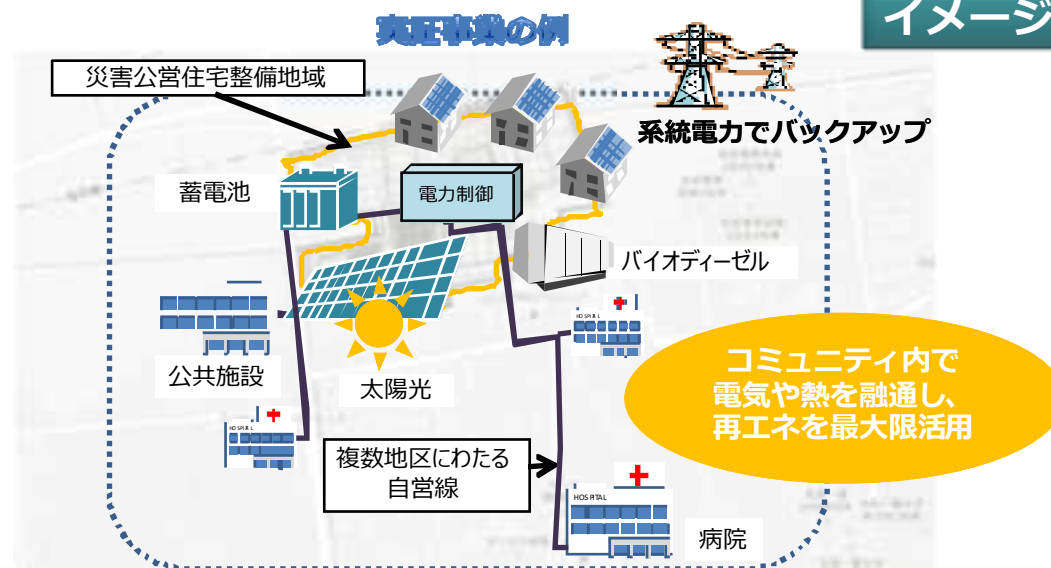 イメージ
実証事業の例
災害公営住宅整備地域
系統電力でバックアップ
蓄電池
電力制御
バイオディーゼル
HOSPITAL
公共施設
太陽光
コミュニティ内で
電気や熱を融通し、
再エネを最大限活用
HOSPITAL
複数地区にわたる
自営線
HOSPITAL
病院